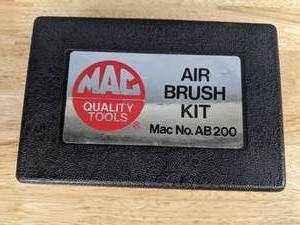 MAC
QUALITY
TOOLS
AIR
BRUSH
KIT
Mac No. AB200